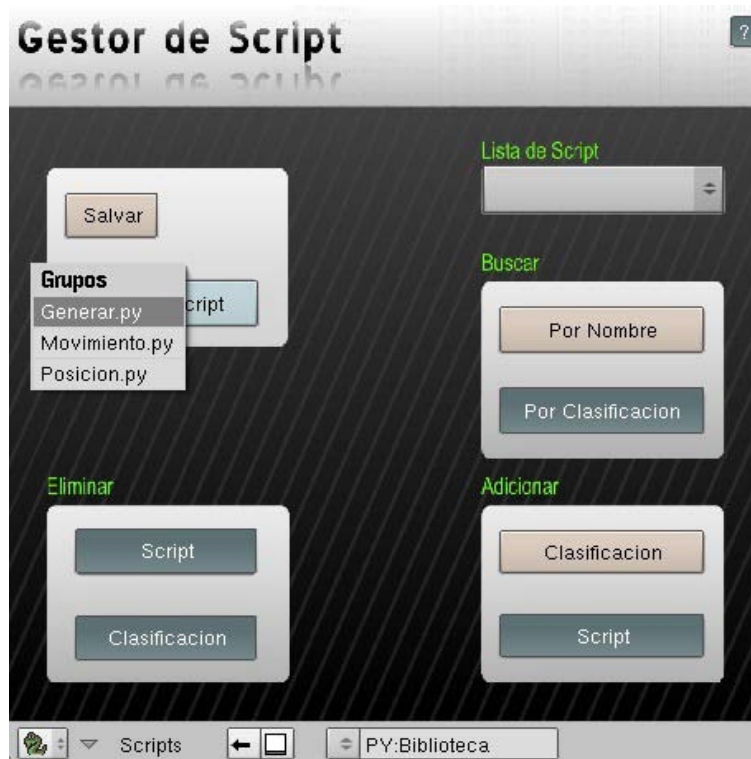 Gestor de Script
?
Lista de Script
Salvar
Buscar
Grupos
Generar.py
cript
Movimiento.py
Posicion.py
Por Nombre
Por Clasificacion
Eliminar
Adicionar
Script
Clasificacion
Clasificacion
Script
Scripts
PY:Biblioteca